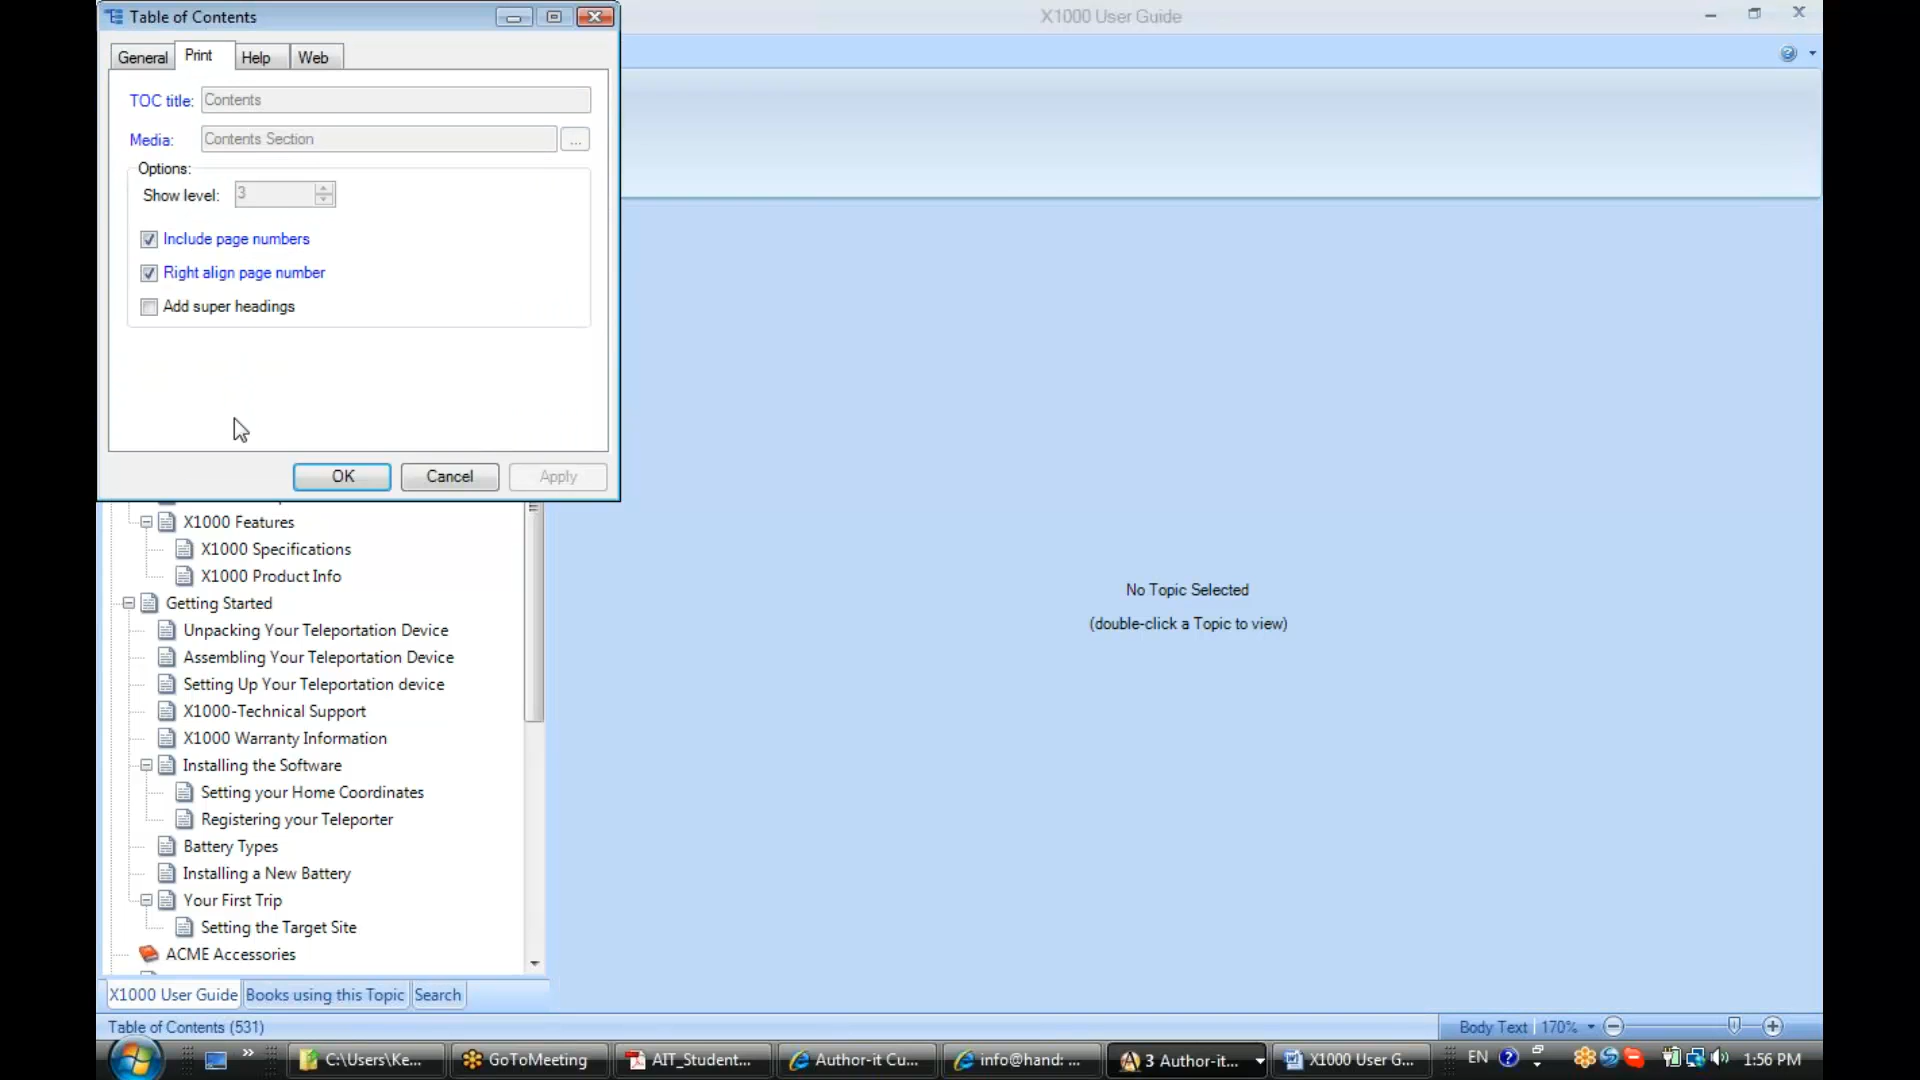 Table of Contents
X1000 User Guide
General
Print
Help
Web
TOC title:
Contents
Media:
Contents Section
...
Options:
Show level:
3
Include page numbers
Right align page number
Add super headings
OK
Cancel
Apply
X1000 Features
X1000 Specifications
X1000 Product Info
Getting Started
Unpacking Your Teleportation Device
Assembling Your Teleportation Device
Setting Up Your Teleportation device
X1000-Technical Support
X1000 Warranty Information
Installing the Software
Setting your Home Coordinates
Registering your Teleporter
Battery Types
Installing a New Battery
Your First Trip
Setting the Target Site
ACME Accessories
No Topic Selected
(double-click a Topic to view)
X1000 User Guide
Books using this Topic
Search
Table of Contents (531)
Body Text
170%
C:\Users\Ke...
GoToMeeting
AIT_Student...
Author-it Cu...
info@hand: ...
3 Author-it...
X1000 User G...
EN
1:56 PM